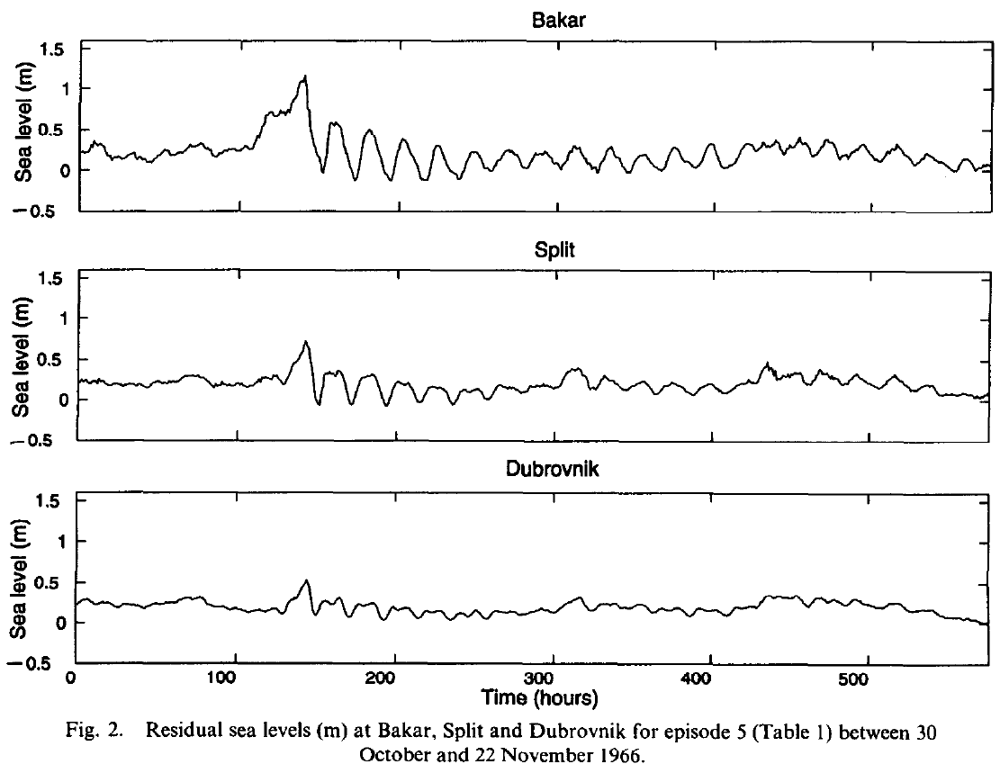 Bakar
1.5
1
0.5
0
−0.5
Sea level (m)
Split
1.5
1
0.5
0
−0.5
Sea level (m)
Dubrovnik
1.5
1
0.5
0
−0.5
Sea level (m)
0 100 200 300 400 500
Time (hours)
Fig. 2. Residual sea levels (m) at Bakar, Split and Dubrovnik for episode 5 (Table 1) between 30
October and 22 November 1966.